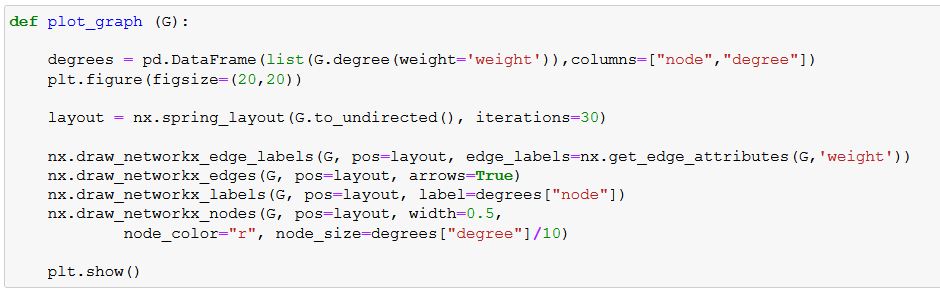 def plot_graph (G):
    degrees = pd.DataFrame(list(G.degree(weight='weight')),columns=["node","degree"])
    plt.figure(figsize=(20,20))
    layout = nx.spring_layout(G.to_undirected(), iterations=30)
    nx.draw_networkx_edge_labels(G, pos=layout, edge_labels=nx.get_edge_attributes(G,'weight'))
    nx.draw_networkx_edges(G, pos=layout, arrows=True)
    nx.draw_networkx_labels(G, pos=layout, label=degrees["node"])
    nx.draw_networkx_nodes(G, pos=layout, width=0.5,
            node_color="r", node_size=degrees["degree"]/10)
    plt.show()